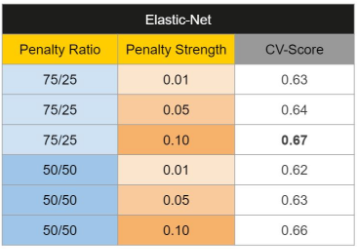 Elastic-Net
Penalty Ratio Penalty Strength CV-Score
75/25 0.01 0.63
75/25 0.05 0.64
75/25 0.10 0.67
50/50 0.01 0.62
50/50 0.05 0.63
50/50 0.10 0.66